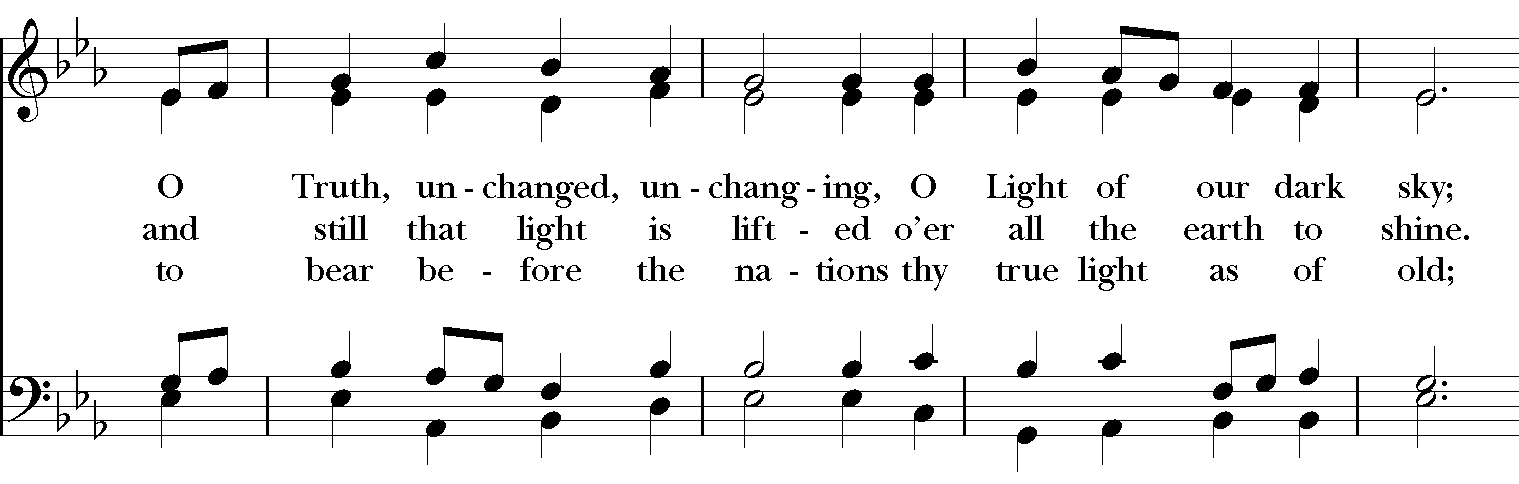 O Truth, un - changed, un - chang - ing, O Light of our dark sky;
and still that light is lift - ed o'er all the earth to shine.
to bear be - fore the na - tions thy true light as of old;